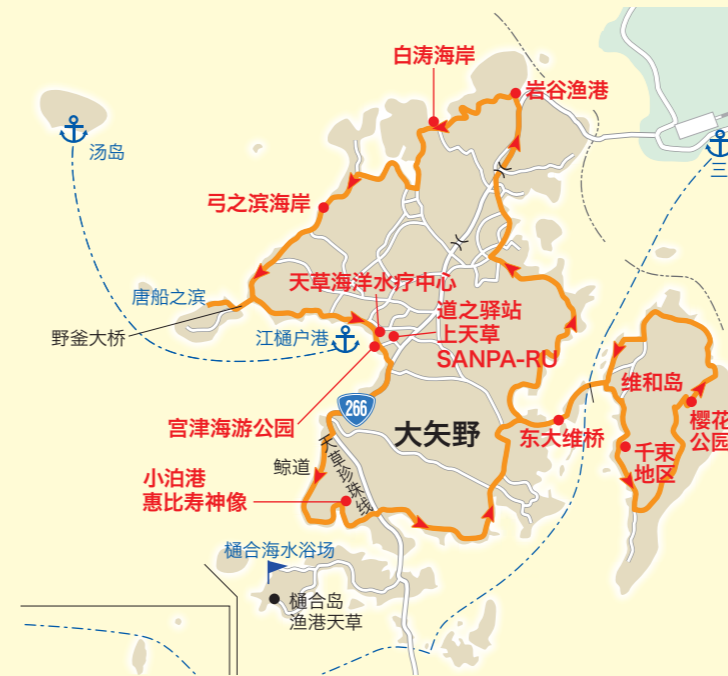 白涛海岸
岩谷渔港
汤岛
三
弓之滨海岸
唐船之滨
天草海洋水疗中心
道之驿站
上天草
SANPA-RU
野釜大桥
江樋户港
维和岛
266
宫津海游公园
大矢野
东大维桥
樱花
公园
千束
地区
天草珍珠线
鲸道
小泊港
惠比寿神像
樋合海水浴场
樋合岛
渔港天草